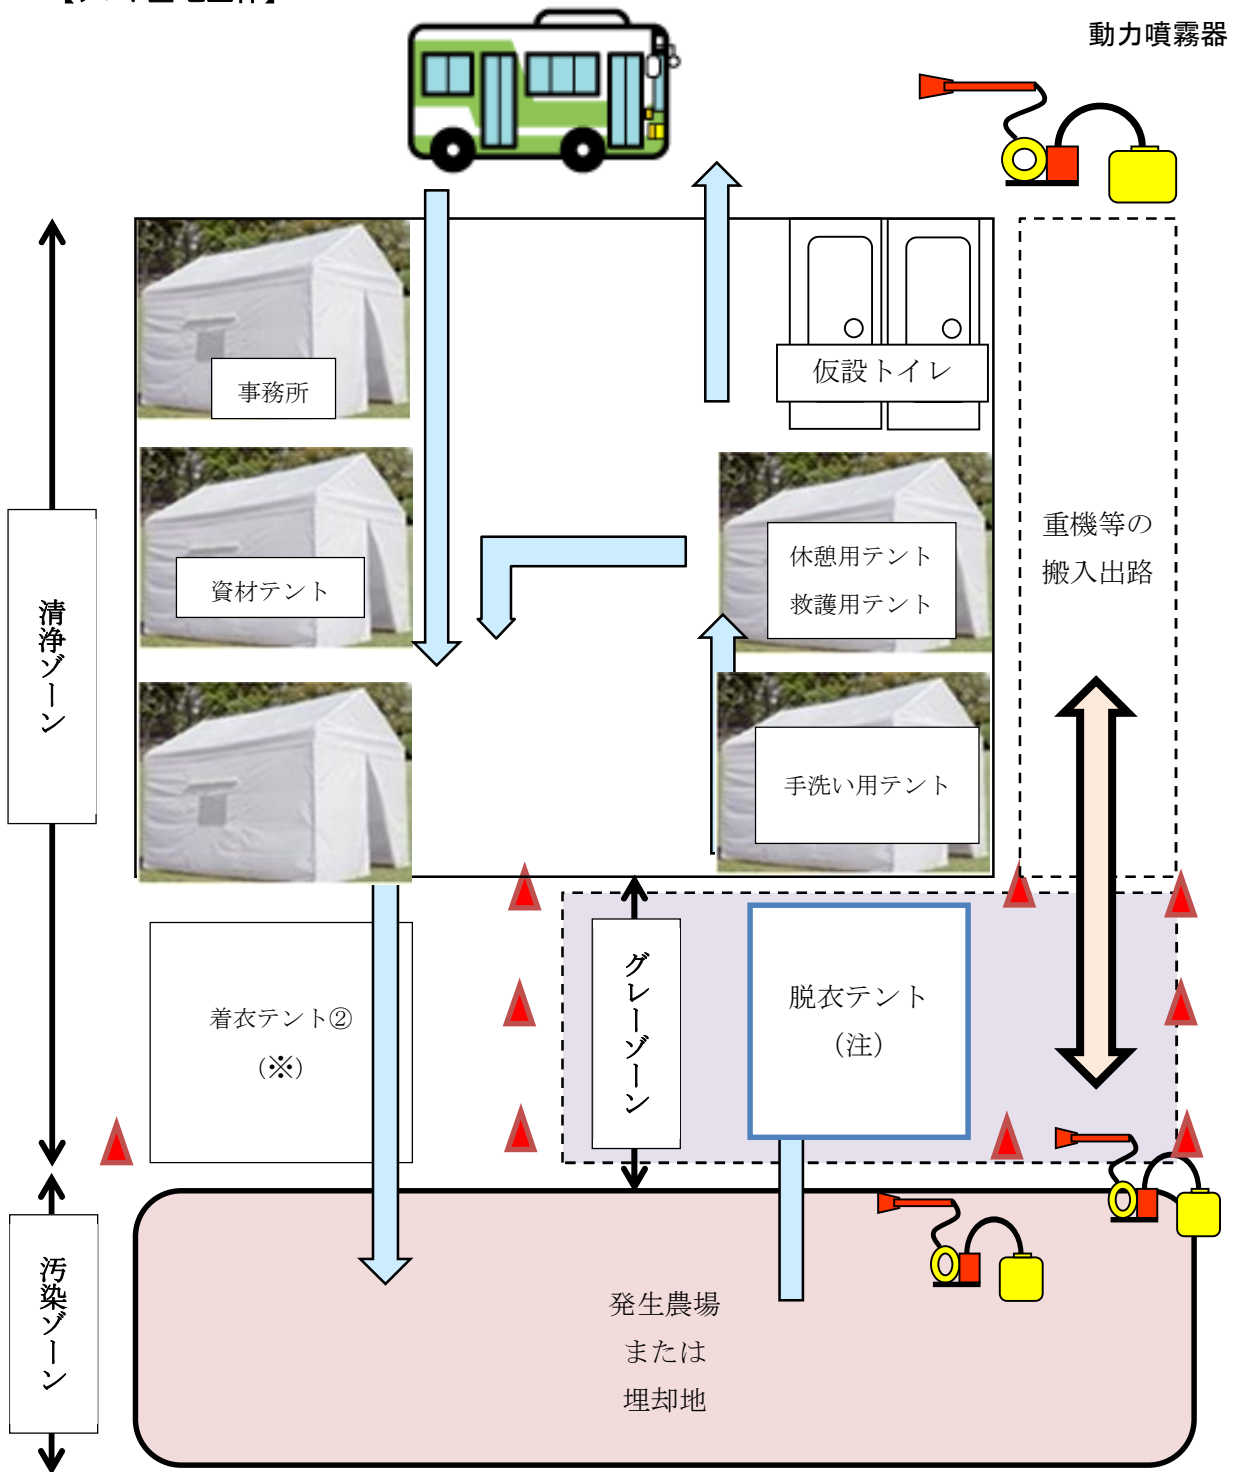 動力噴霧器
事務所
仮設トイレ
資材テント
休憩用テント
救護用テント
重機等の
搬入出路
清浄ゾーン
手洗い用テント
グレーゾーン
着衣テント②
（※）
脱衣テント
（注）
汚染ゾーン
発生農場
または
埋却地